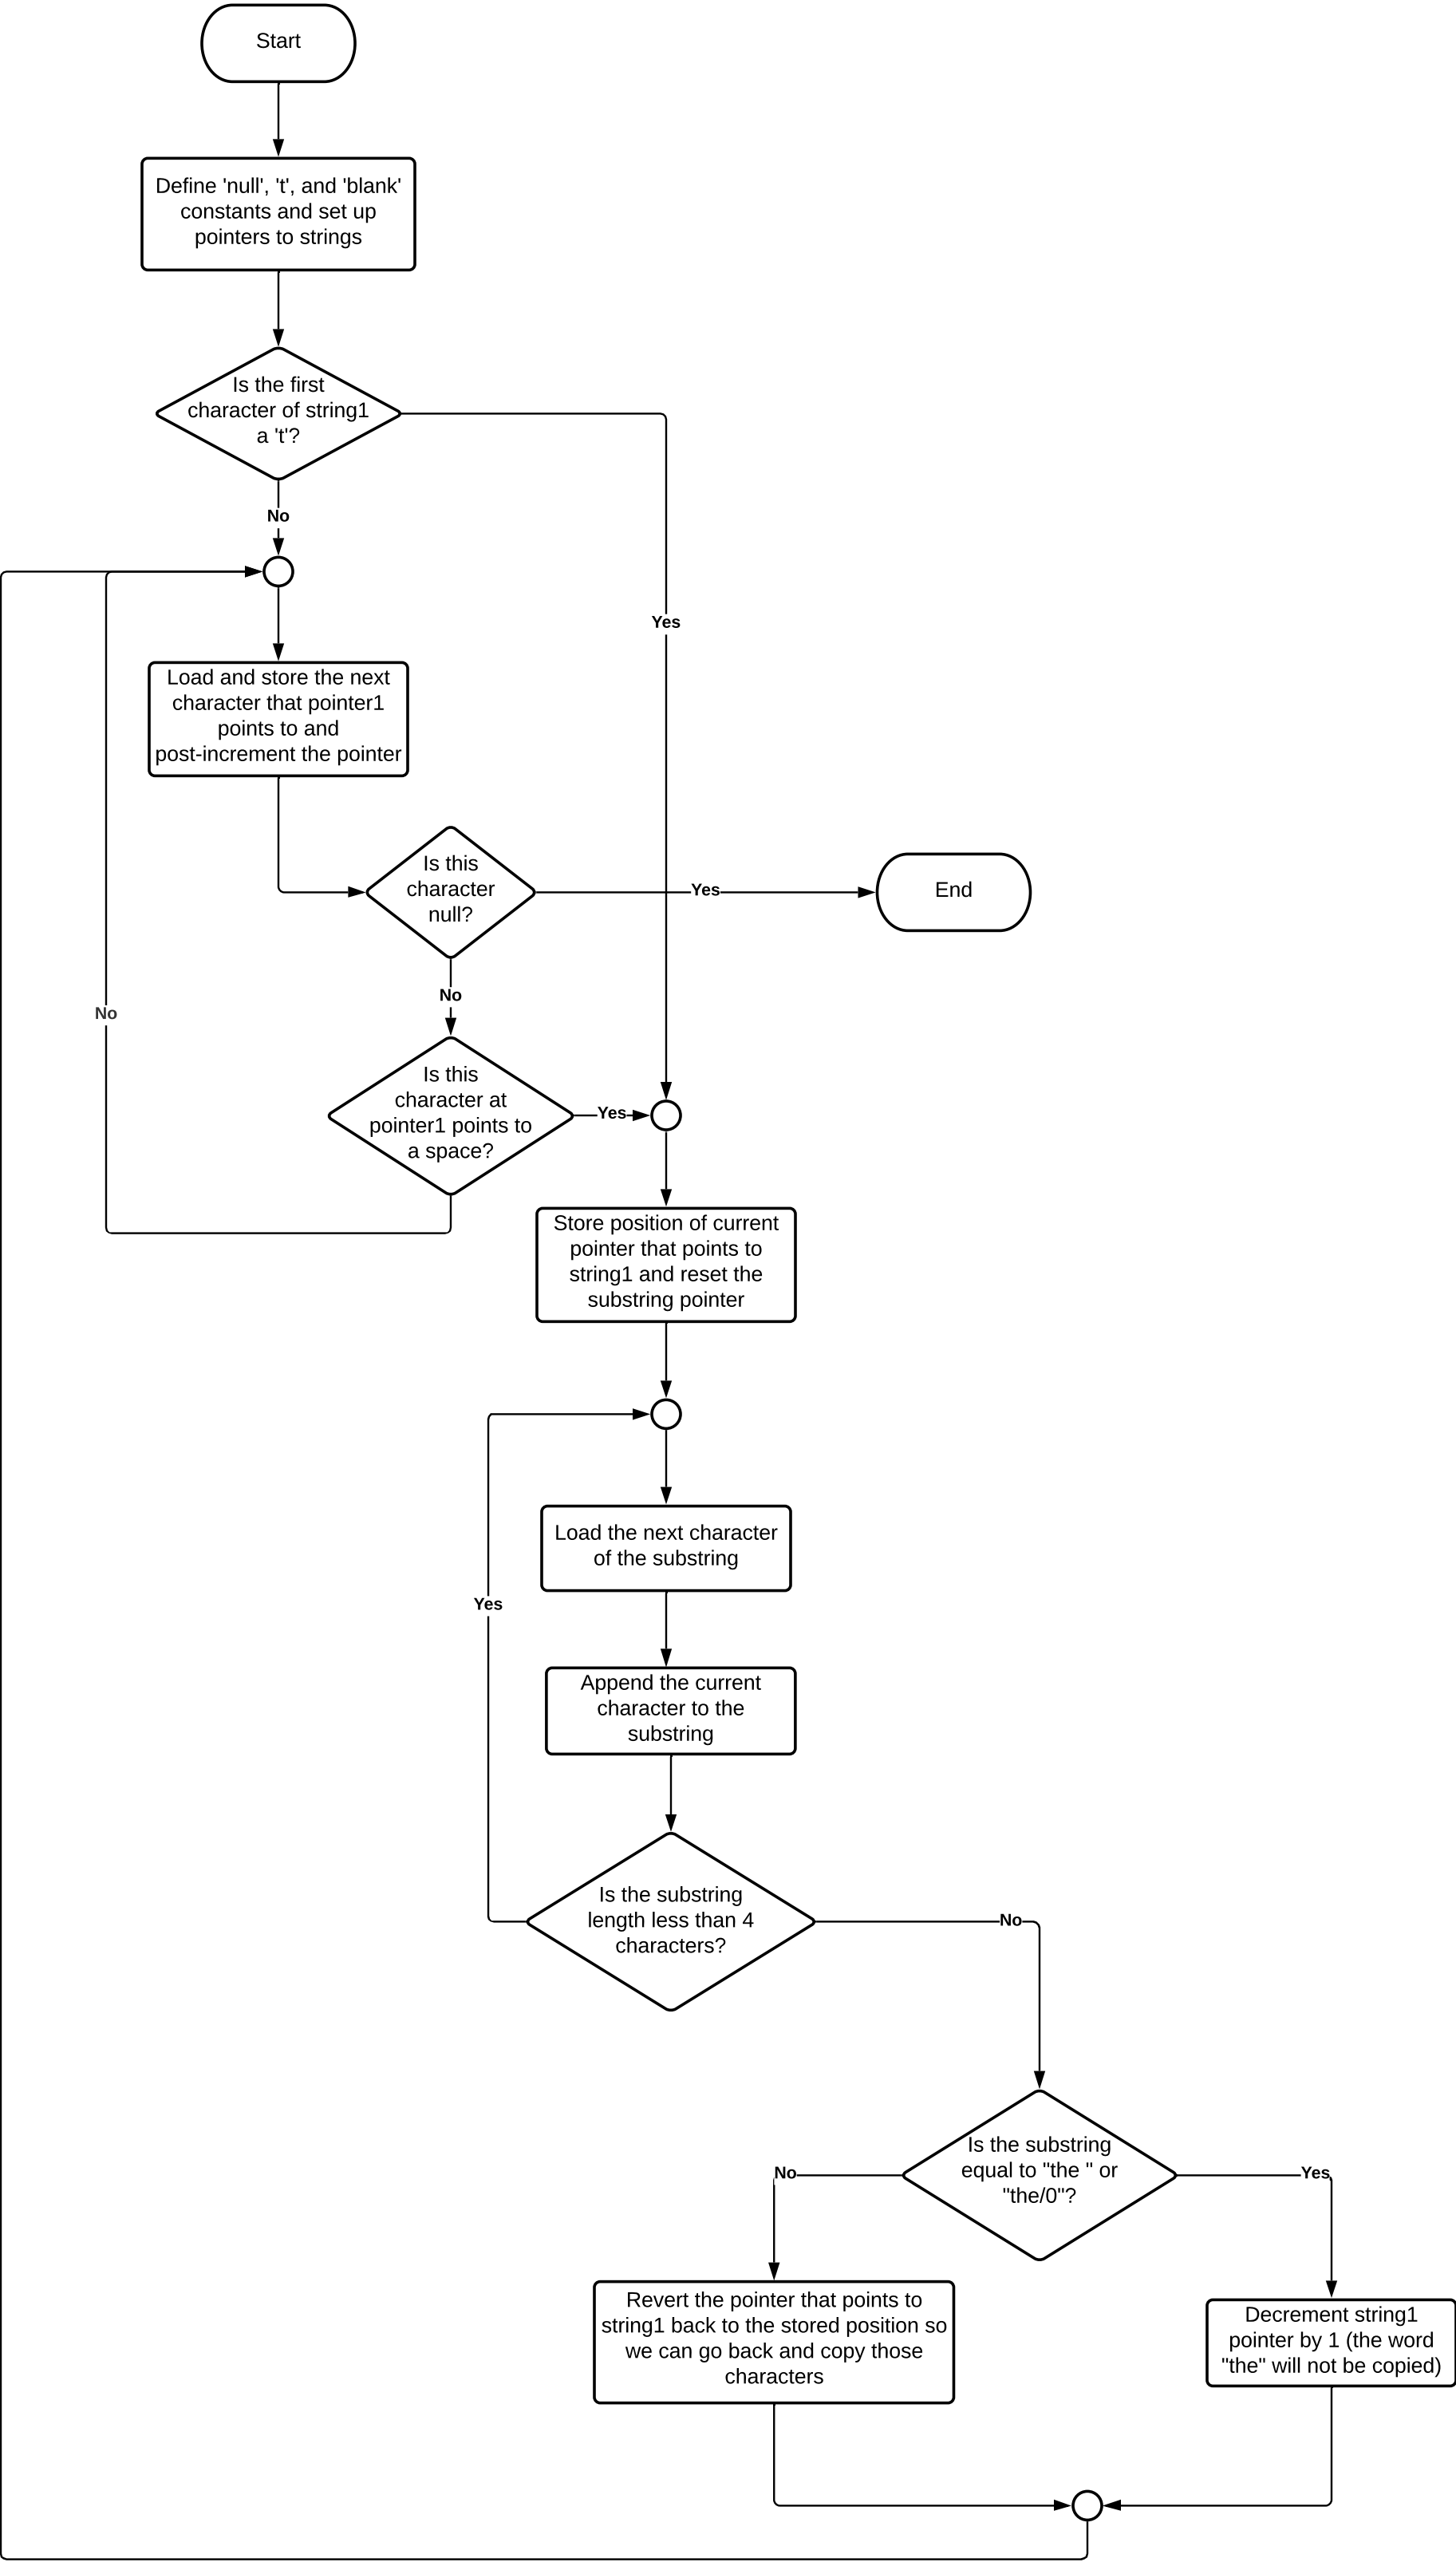 Start
Define 'null', 't', and 'blank'
constants and set up
pointers to strings
Is the first
character of string1
a 't'?
No
Yes
Load and store the next
character that pointer1
points to and
post-increment the pointer
Is this
character
null?
Yes
End
No
No
Is this
character at
pointer1 points to
a space?
Yes
Store position of current
pointer that points to
string1 and reset the
substring pointer
Load the next character
of the substring
Yes
Append the current
character to the
substring
Is the substring
length less than 4
characters?
No
Is the substring
equal to "the " or
"the/0"?
No
Yes
Revert the pointer that points to
string1 back to the stored position so
we can go back and copy those
characters
Decrement string1
pointer by 1 (the word
"the" will not be copied)